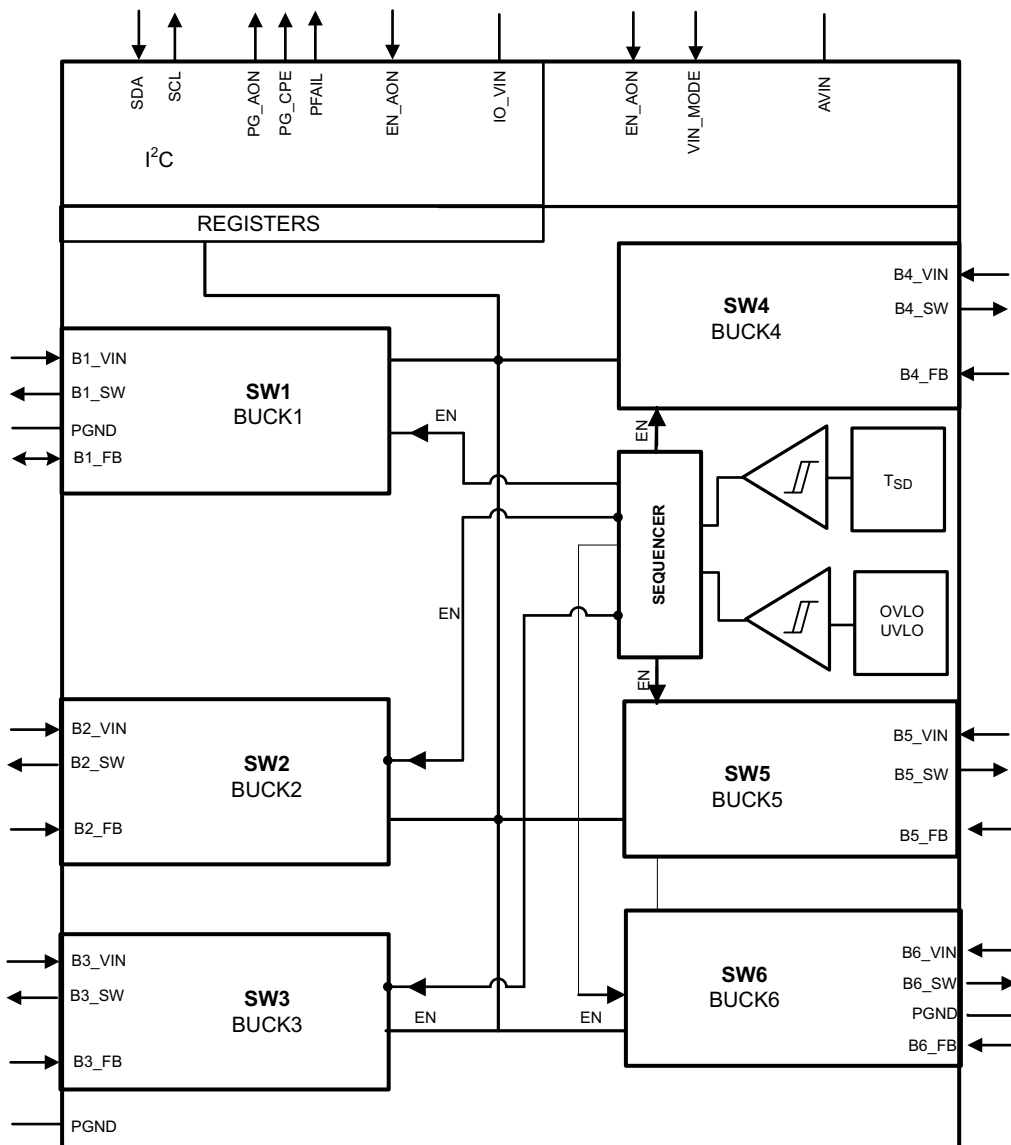 SDA
SCL
PG_AON
PG_CPE
PFAIL
EN_AON
IO_VIN
EN_AON
VIN_MODE
AVIN
I2C
REGISTERS
B1_VIN
B1_SW
PGND
B1_FB
SW1
BUCK1
SW4
BUCK4
B4_VIN
B4_SW
B4_FB
EN
EN
SEQUENCER
TSD
EN
OVLO
UVLO
EN
B2_VIN
B2_SW
B2_FB
SW2
BUCK2
SW5
BUCK5
B5_VIN
B5_SW
B5_FB
B3_VIN
B3_SW
B3_FB
SW3
BUCK3
EN
EN
SW6
BUCK6
B6_VIN
B6_SW
PGND
B6_FB
PGND